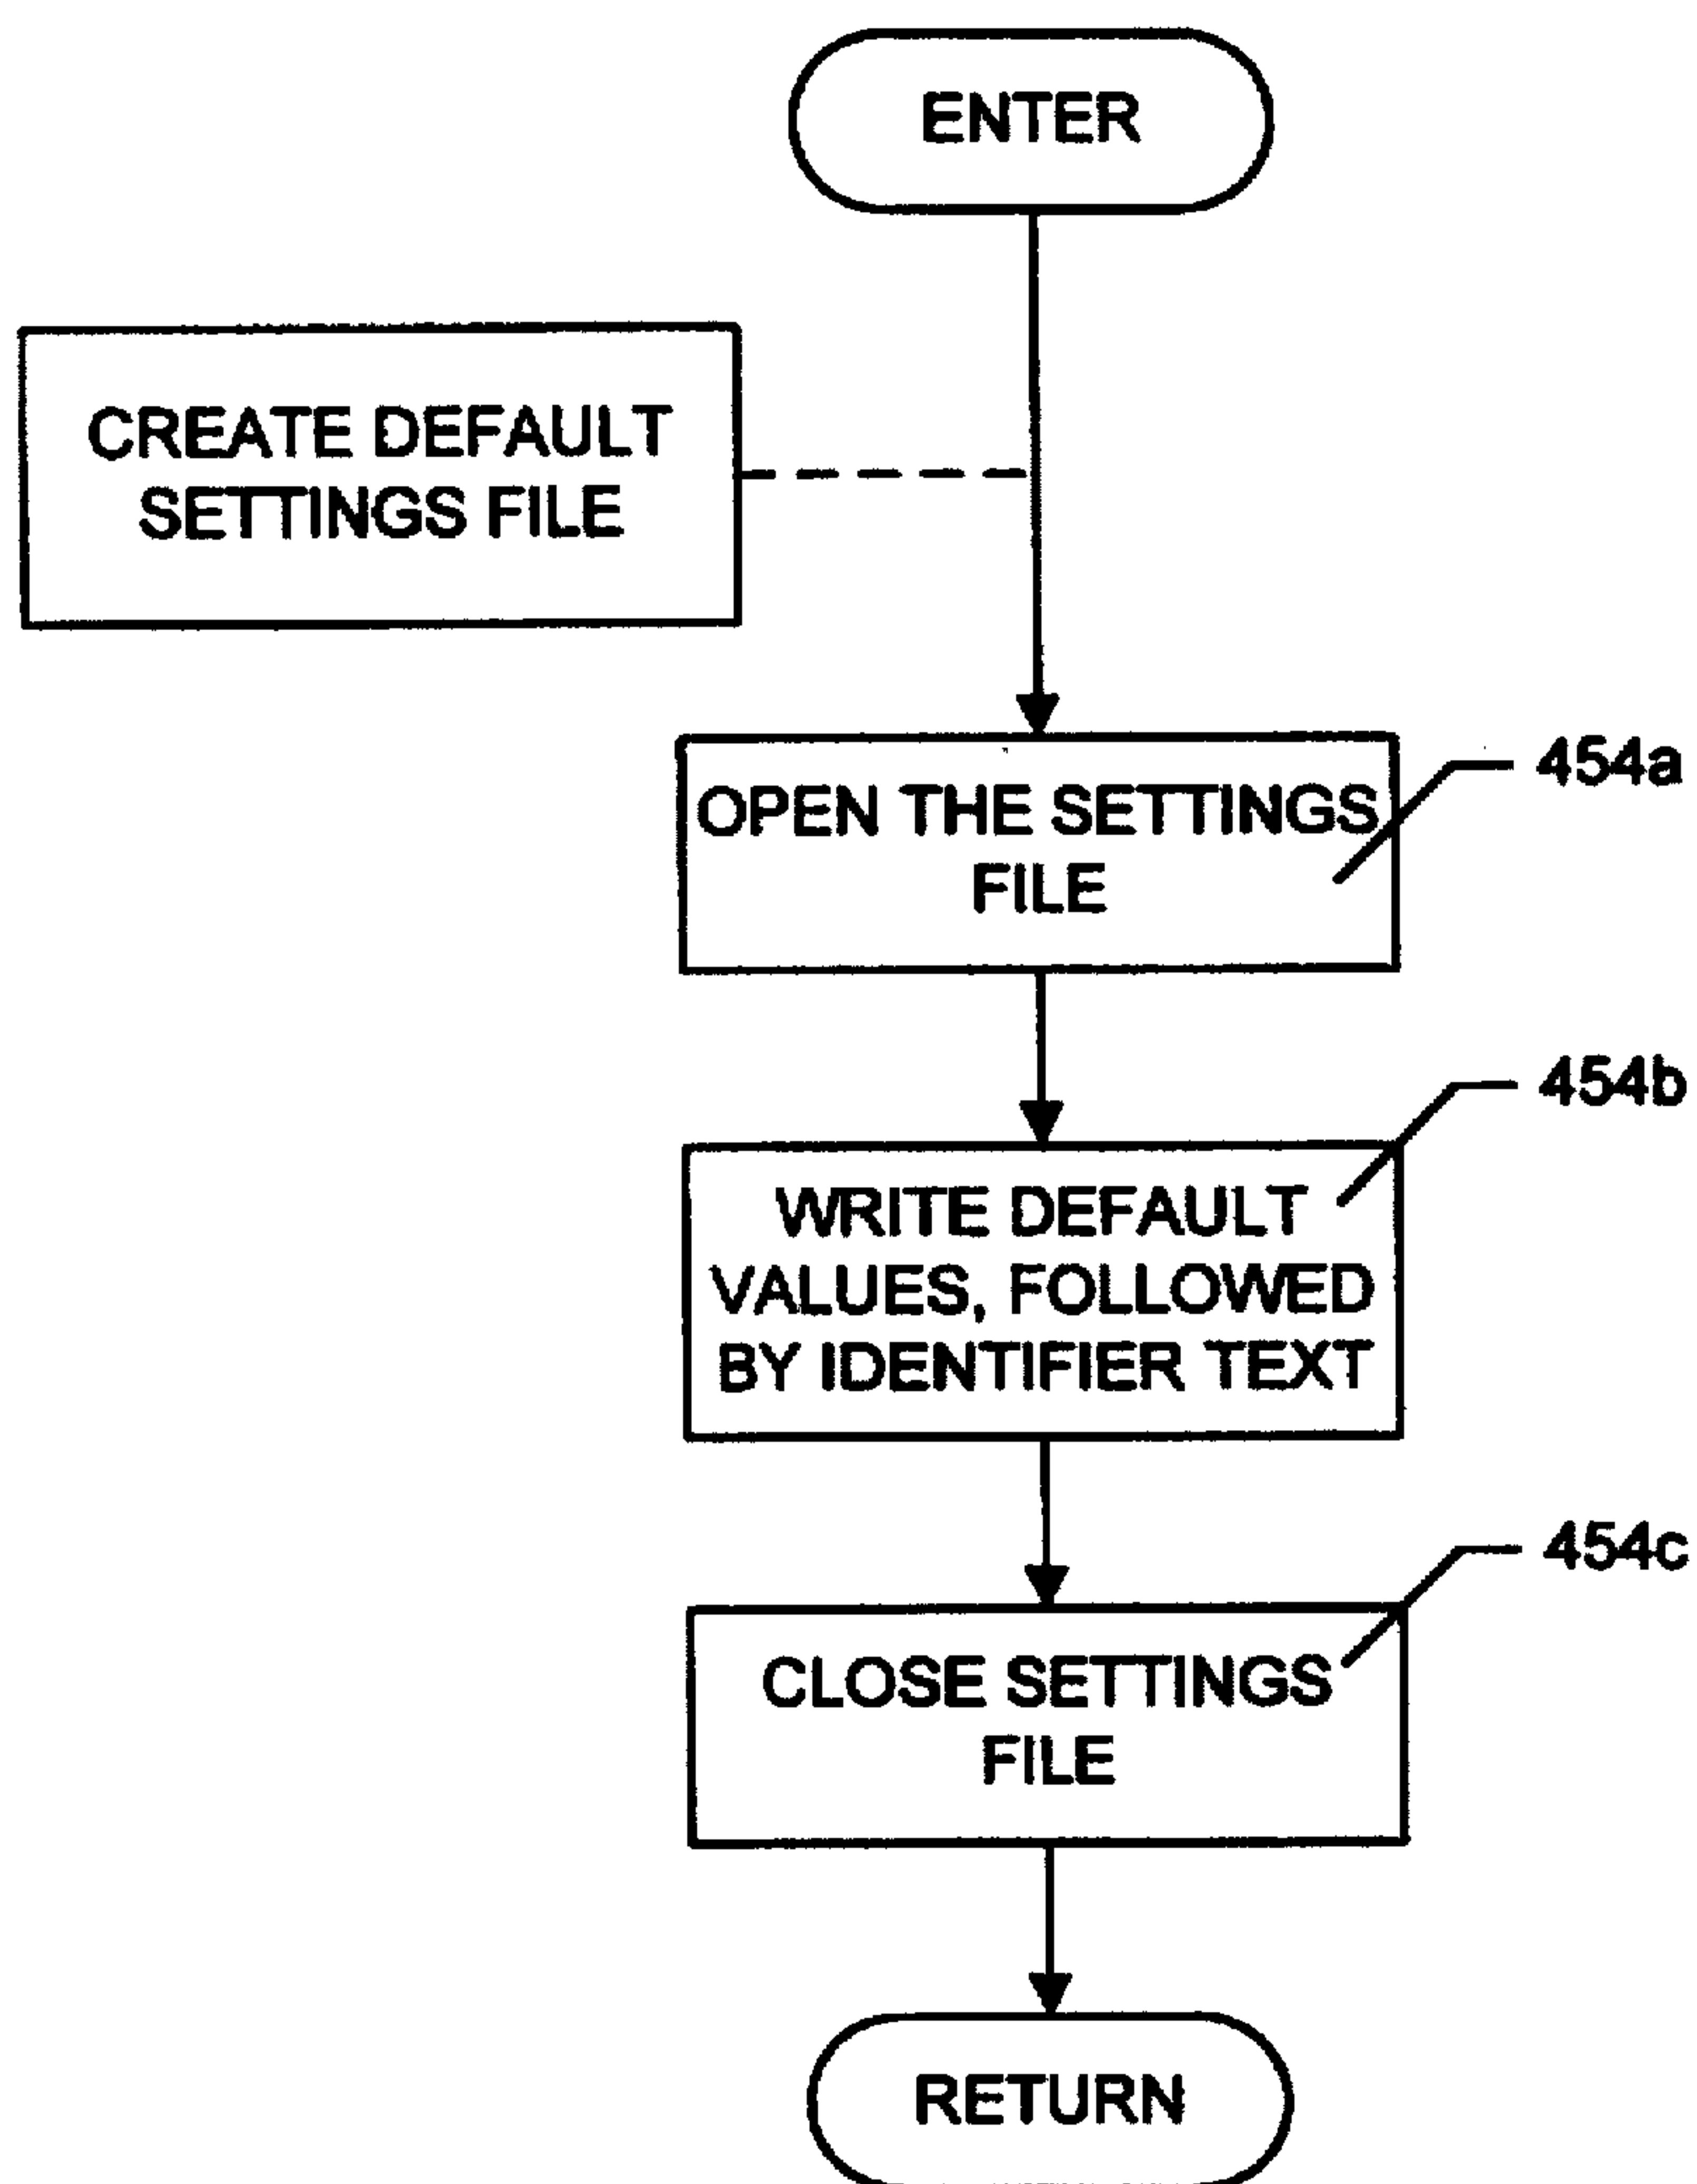 ENTER
CREATE DEFAULT
SETTINGS FILE
454a
OPEN THE SETTINGS
FILE
454b
WRITE DEFAULT
VALUES, FOLLOWED
BY IDENTIFIER TEXT
454c
CLOSE SETTINGS
FILE
RETURN